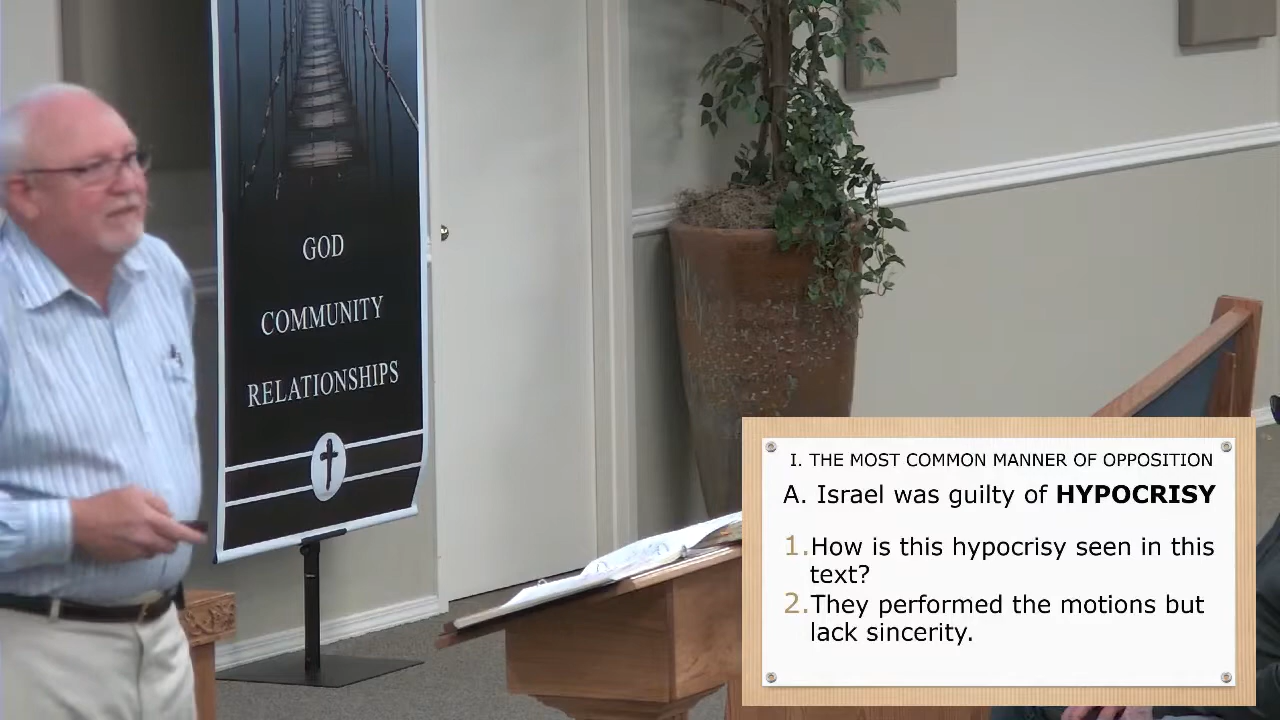 GOD
COMMUNITY
RELATIONSHIPS
I. THE MOST COMMON MANNER OF OPPOSITION
A. Israel was guilty of HYPOCRISY
1.How is this hypocrisy seen in this
text?
2.They performed the motions but
lack sincerity.